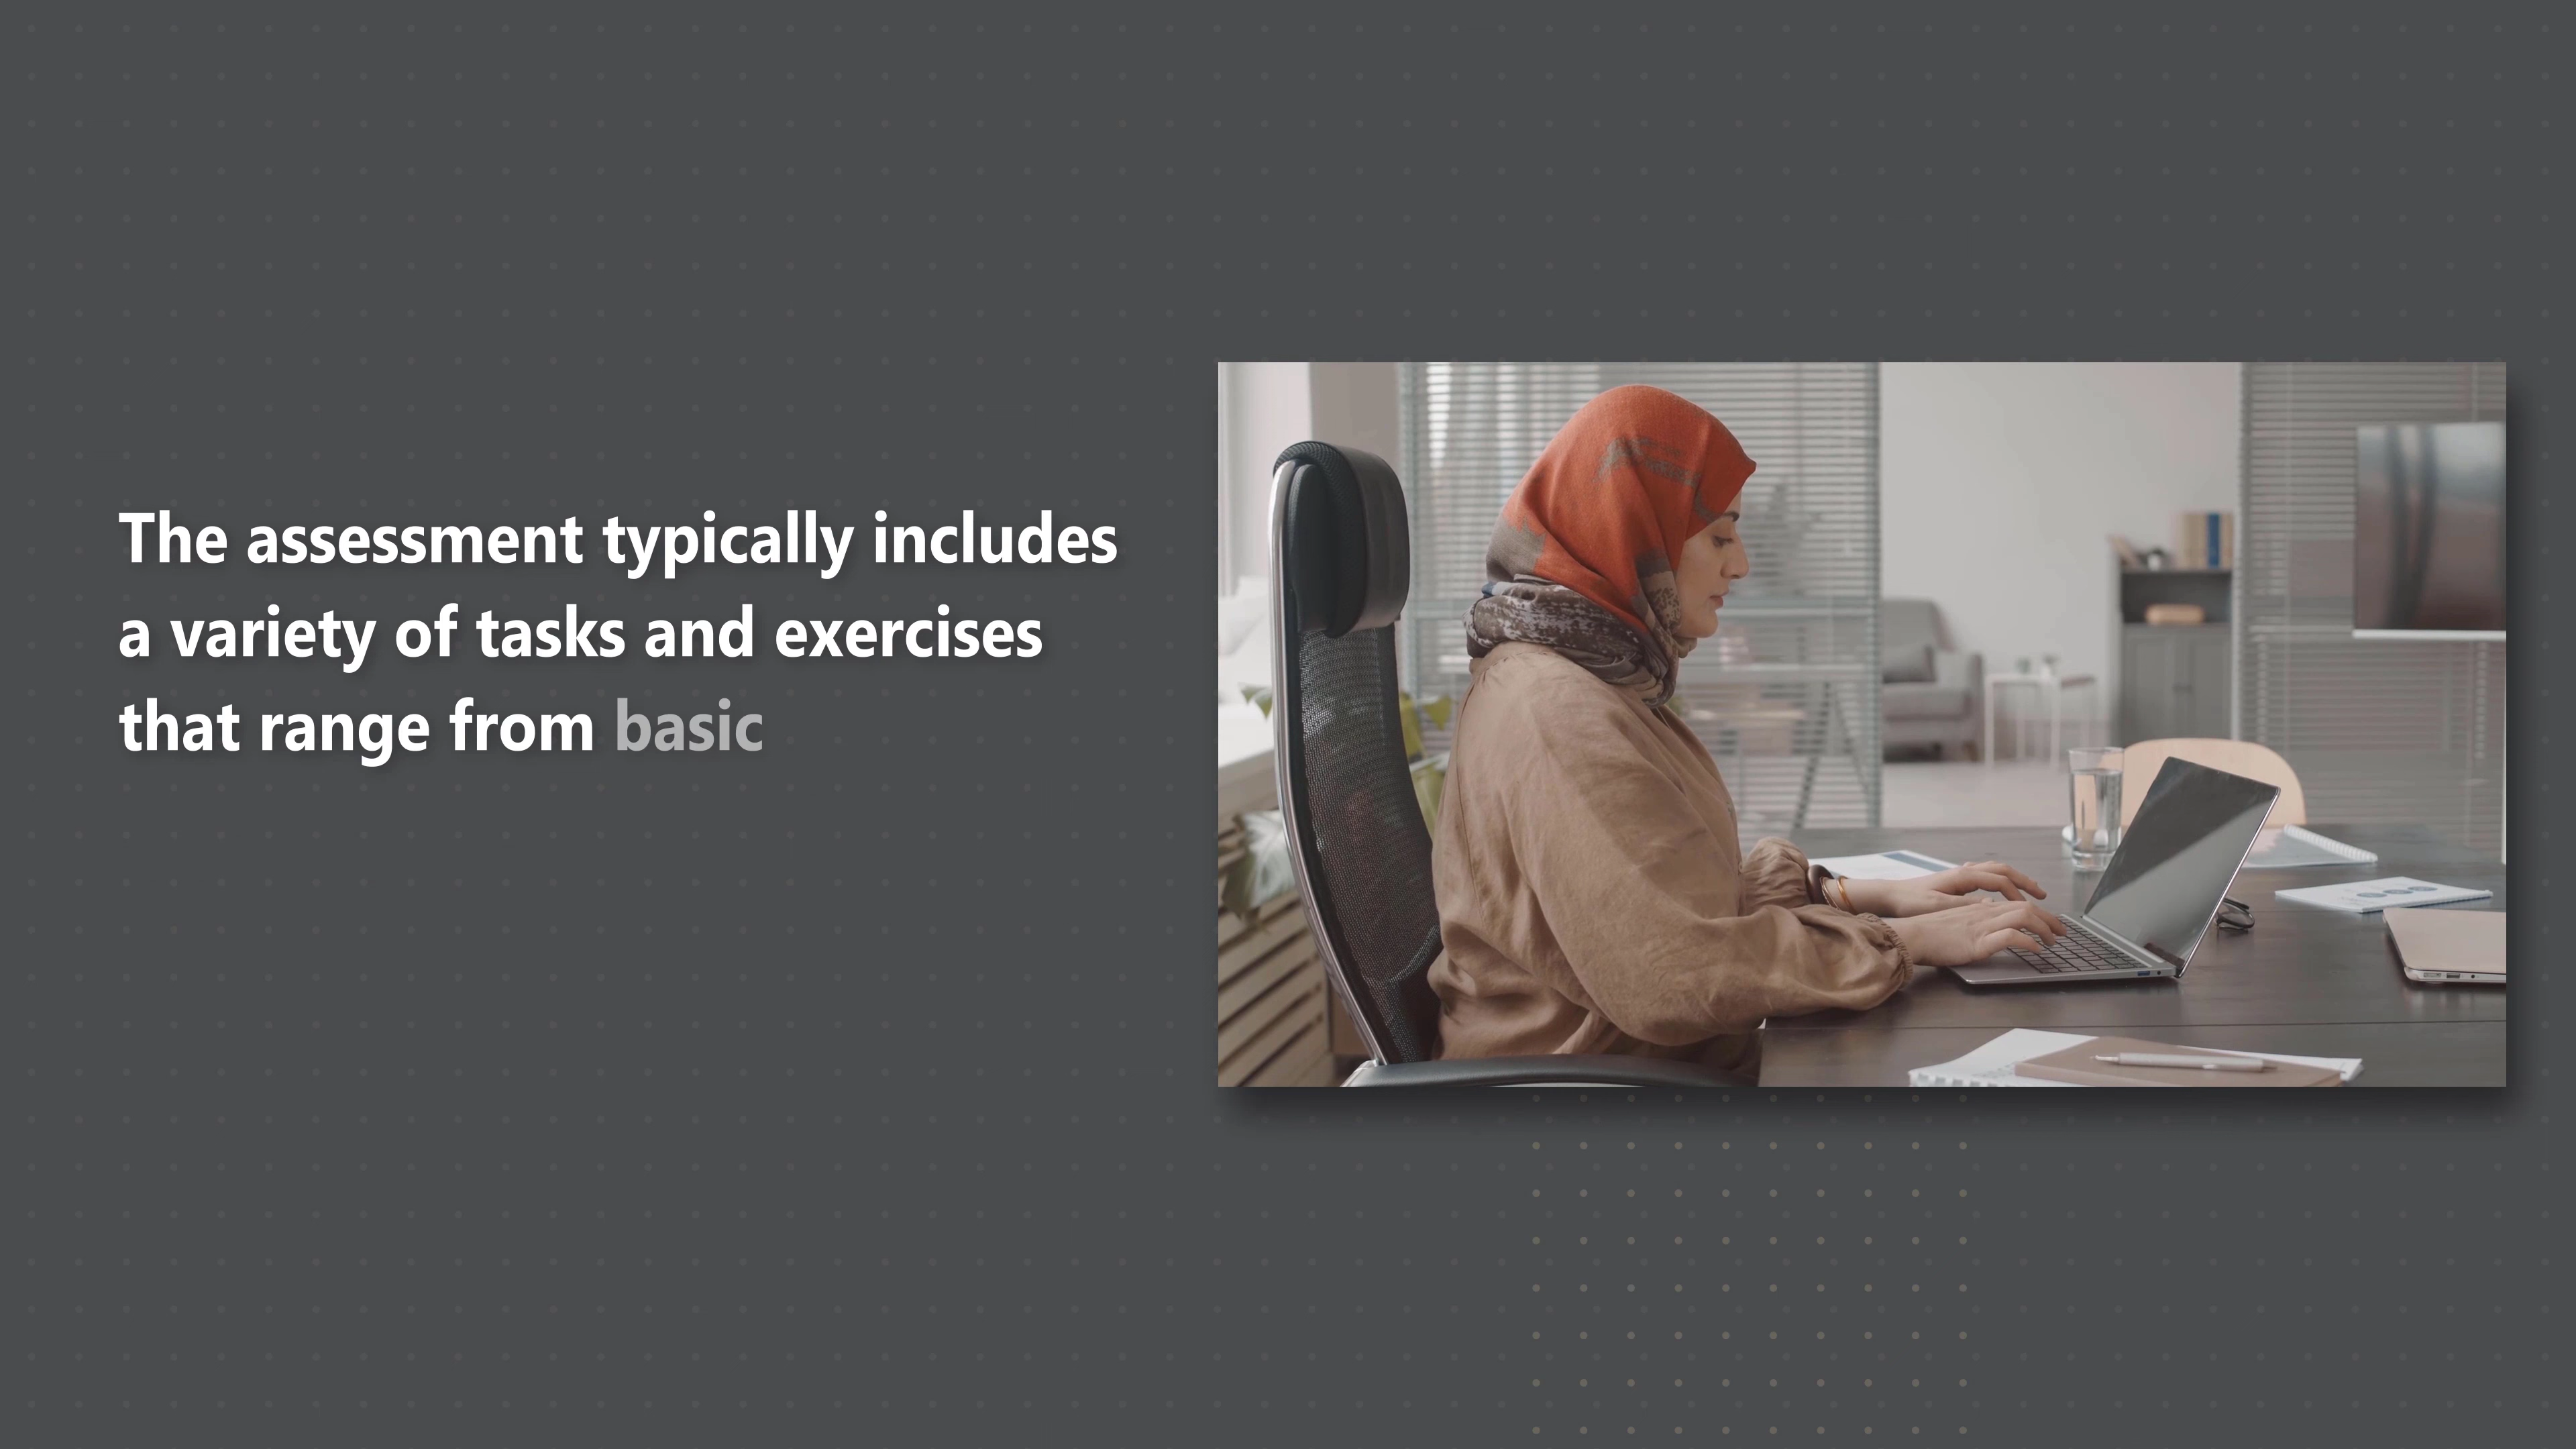 The assessment typically includes
a variety of tasks and exercises
that range from basic